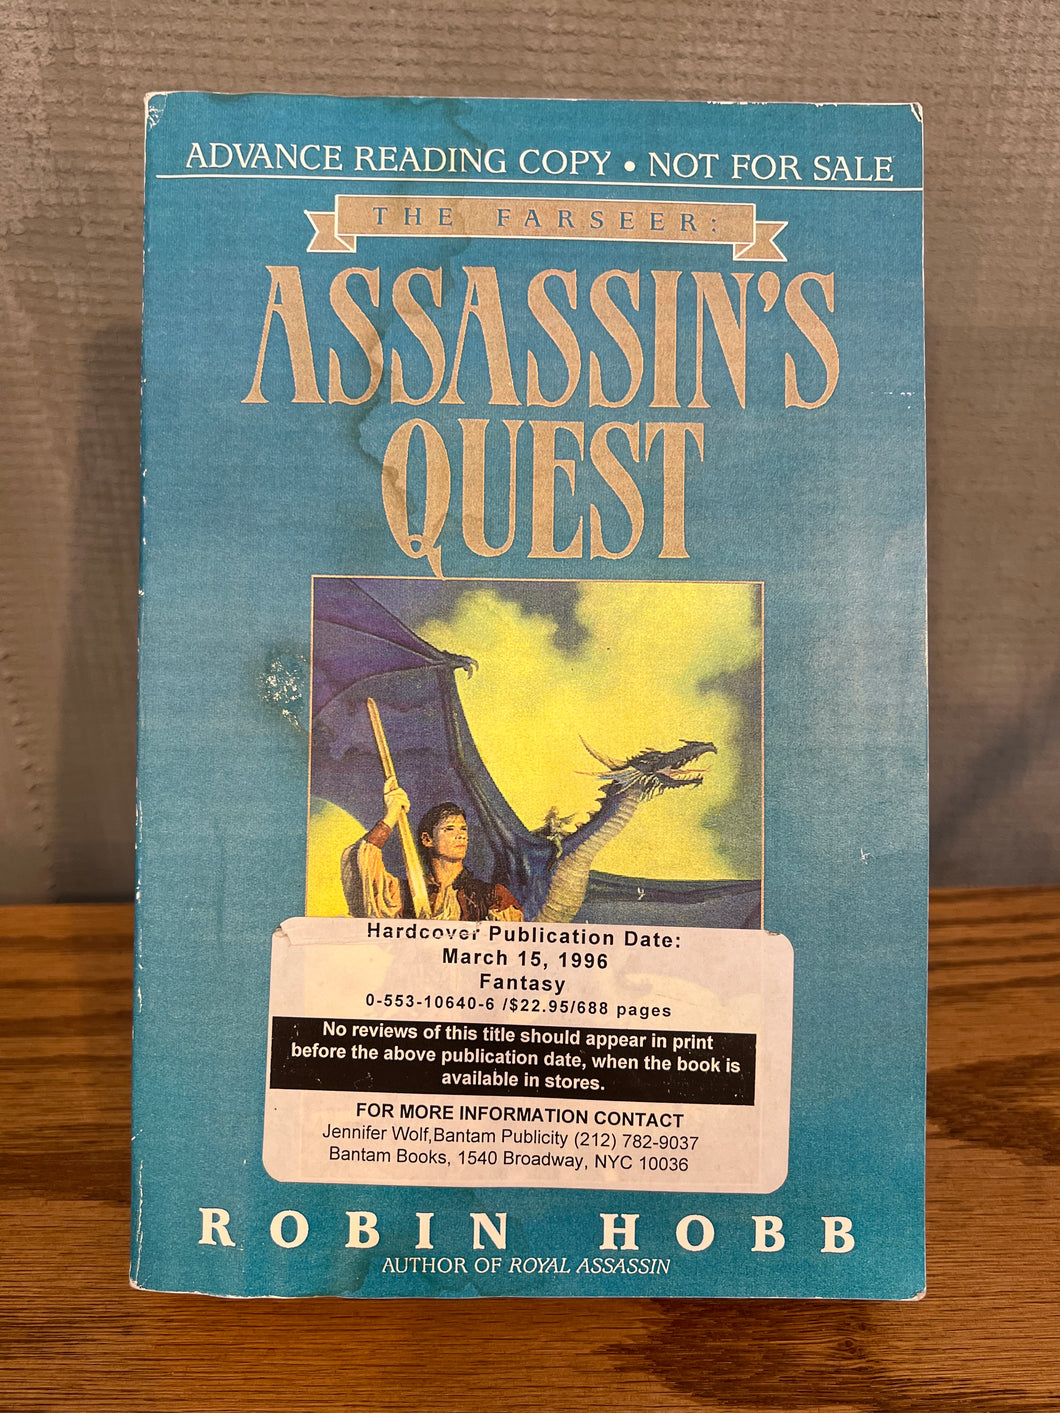 ADVANCE READING COPY • NOT FOR SALE
THE FARSEER:
ASSASSIN'S
QUEST
Hardcover Publication Date:
March 15, 1996
Fantasy
0-553-10640-6 /$22.95/688 pages
No reviews of this title should appear in print
before the above publication date, when the book is
available in stores.
FOR MORE INFORMATION CONTACT
Jennifer Wolf,Bantam Publicity (212) 782-9037
Bantam Books, 1540 Broadway, NYC 10036
ROBIN HOBB
AUTHOR OF ROYAL ASSASSIN